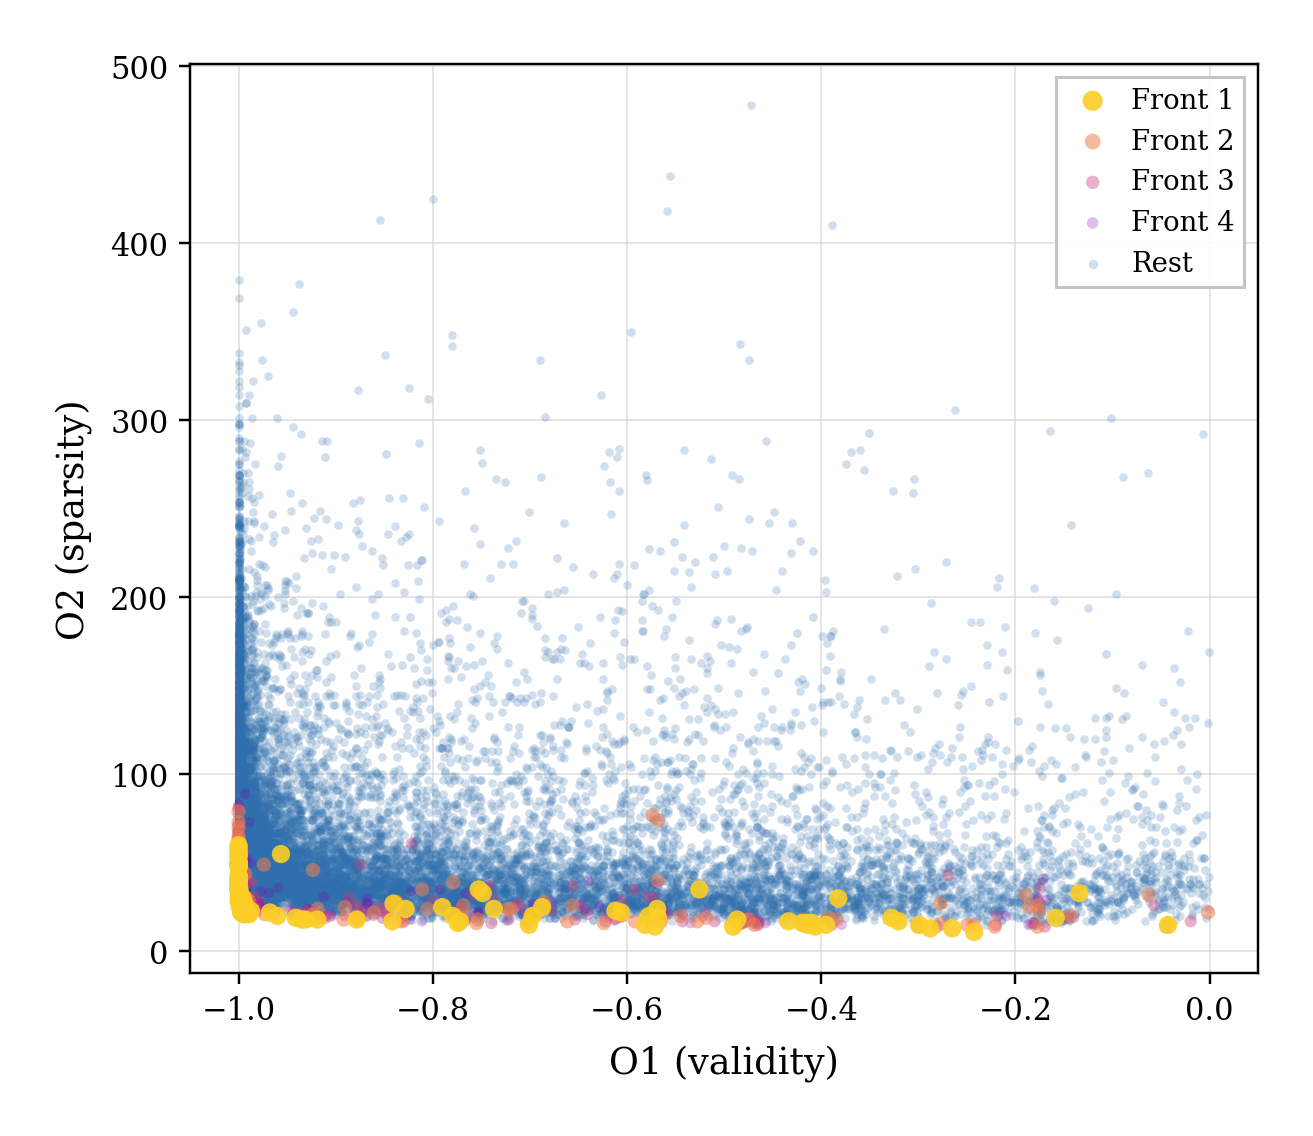 500
400
300
200
100
0
O2 (sparsity)
Front 1
Front 2
Front 3
Front 4
Rest
−1.0
−0.8
−0.6
−0.4
−0.2
0.0
O1 (validity)